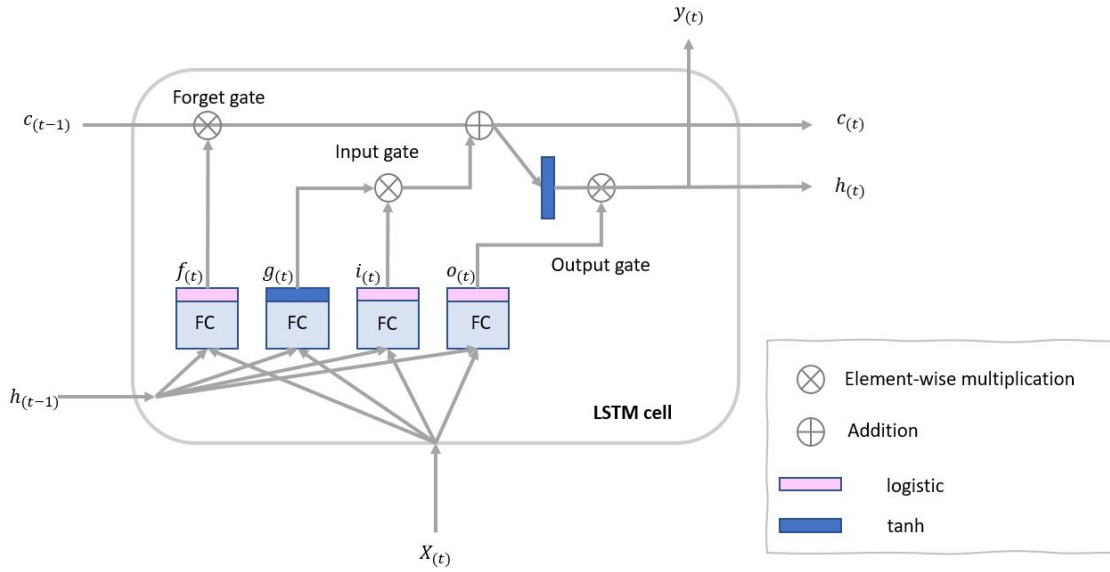 y(t)
Forget gate
c(t−1)
c(t)
Input gate
h(t)
f(t) g(t) i(t) o(t)
Output gate
FC FC FC FC
h(t−1)
LSTM cell
X(t)
Element-wise multiplication
Addition
logistic
tanh